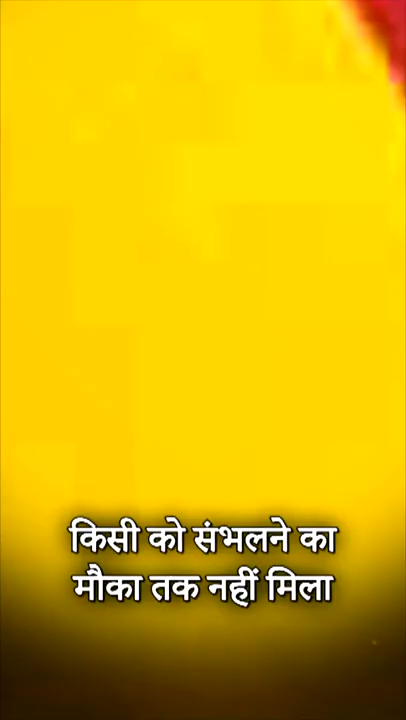 किसी को संभलने का
मौका तक नहीं मिला